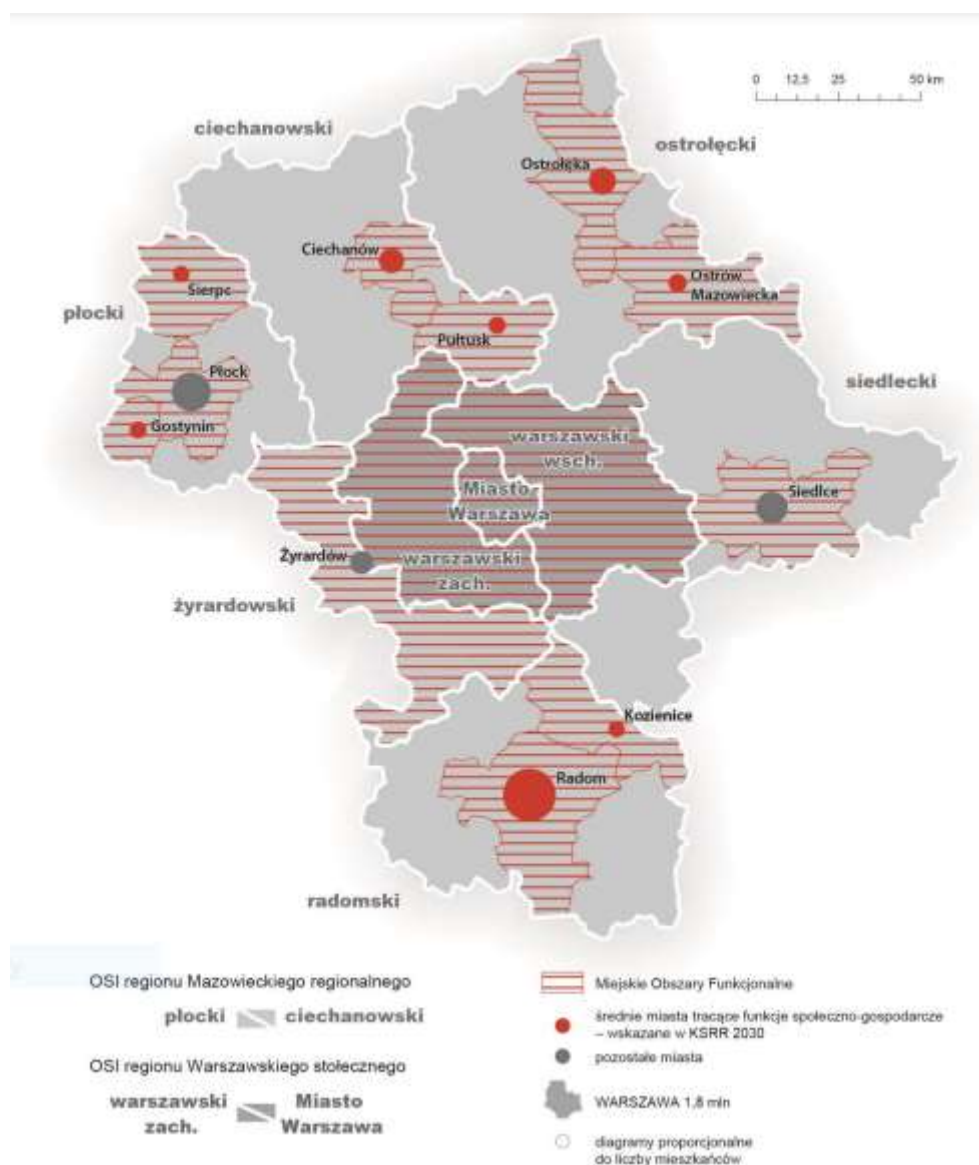 0 12,5 25 50 km
ciechanowski
ostrołęcki
Ostrołęka
Ciechanów
Sierpc
Ostrów
Mazowiecka
płocki
Pułtusk
Płock
siedlecki
Gostynin
warszawski
wsch.
Miasto
Warszawa
Siedlce
Żyrardów
warszawski
zach.
żyrardowski
Kozienice
Radom
radomski
OSI regionu Mazowieckiego regionalnego
płocki ciechanowski
OSI regionu Warszawskiego stołecznego
warszawski Miasto
zach. Warszawa
Miejskie Obszary Funkcjonalne
średnie miasta tracące funkcje społeczno-gospodarcze
– wskazane w KSRR 2030
pozostałe miasta
WARSZAWA 1,8 mln
diagramy proporcjonalne
do liczby mieszkańców